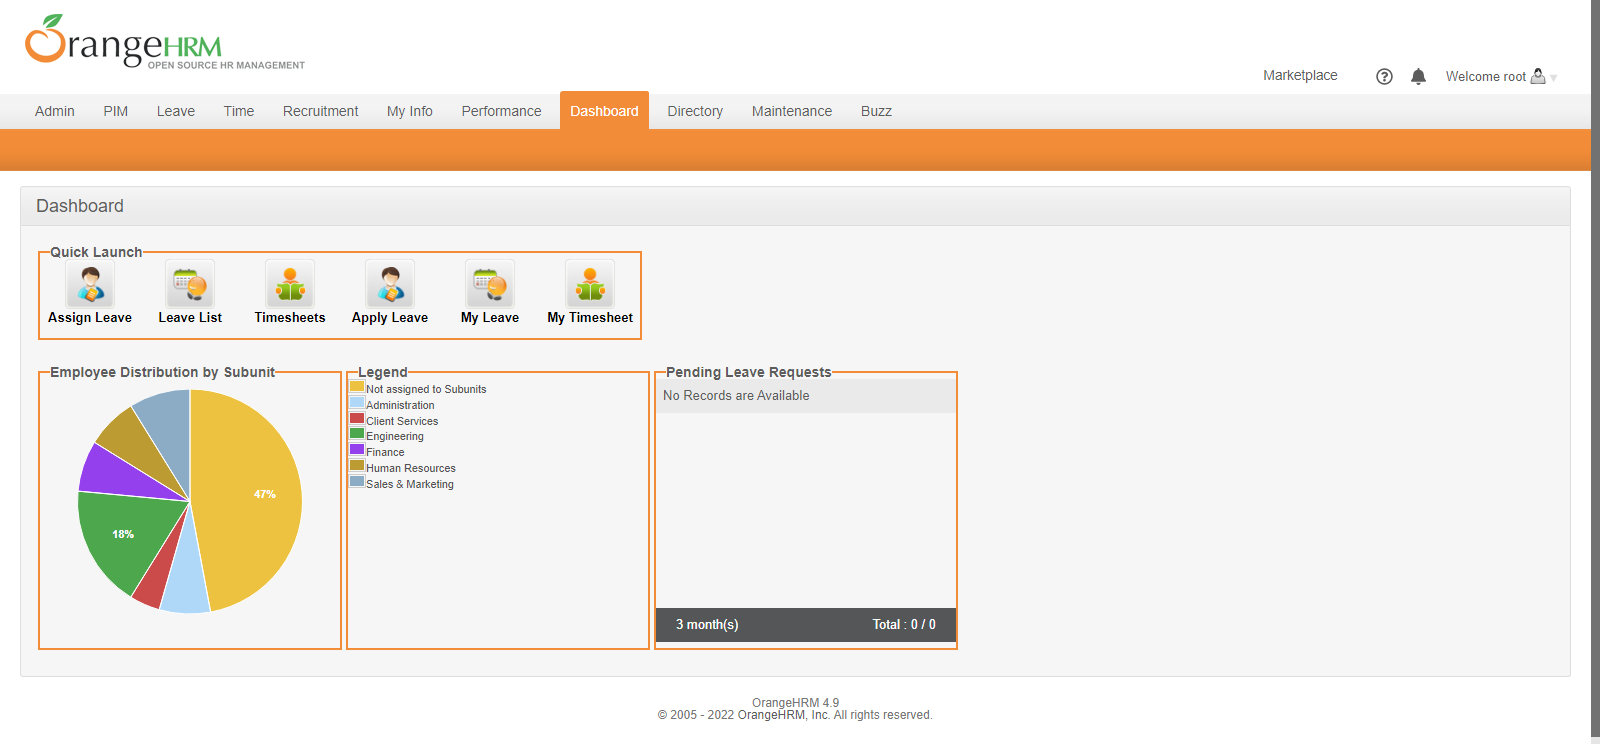 OrangeHRM
OPEN SOURCE HR MANAGEMENT
Marketplace
Welcome root
Admin PIM Leave Time Recruitment My Info Performance Dashboard Directory Maintenance Buzz
Dashboard
Quick Launch
Assign Leave Leave List Timesheets Apply Leave My Leave My Timesheet
Employee Distribution by Subunit
47%
18%
Legend
Not assigned to Subunits
Administration
Client Services
Engineering
Finance
Human Resources
Sales & Marketing
Pending Leave Requests
No Records are Available
3 month(s) Total : 0 / 0
OrangeHRM 4.9
© 2005 - 2022 OrangeHRM, Inc. All rights reserved.